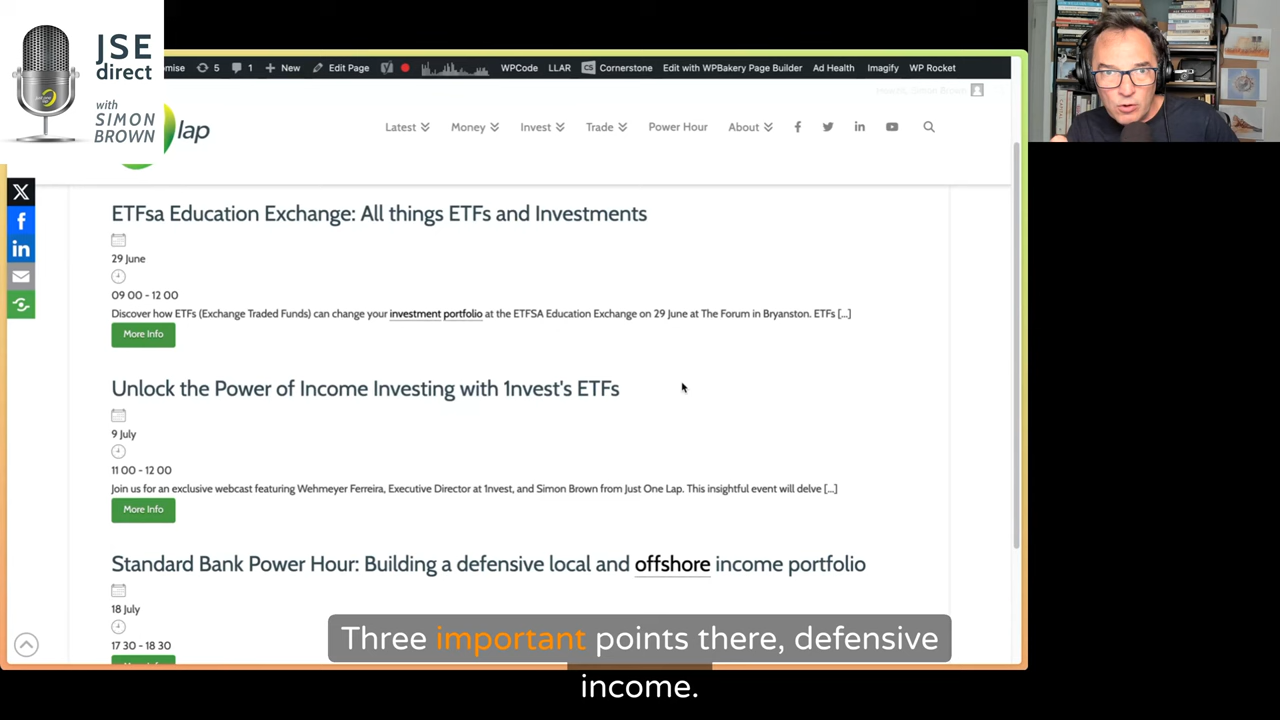 JSE
direct
with
SIMON
BROWN
omise
5
1
New
Edit Page
WPCode
LLAR
CS
Cornerstone
Edit with WPBakery Page Builder
Ad Health
Imagify
WP Rocket
Howdy, Simon Brown
lap
Latest
Money
Invest
Trade
Power Hour
About
ETFsa Education Exchange: All things ETFs and Investments
29 June
09 00 - 12 00
Discover how ETFs (Exchange Traded Funds) can change your investment portfolio at the ETFSA Education Exchange on 29 June at The Forum in Bryanston. ETFs [...]
More Info
Unlock the Power of Income Investing with 1nvest's ETFs
9 July
11 00 - 12 00
Join us for an exclusive webcast featuring Wehmeyer Ferreira, Executive Director at 1nvest, and Simon Brown from Just One Lap. This insightful event will delve [...]
More Info
Standard Bank Power Hour: Building a defensive local and offshore income portfolio
18 July
17 30 - 18 30
Three important points there, defensive
income.